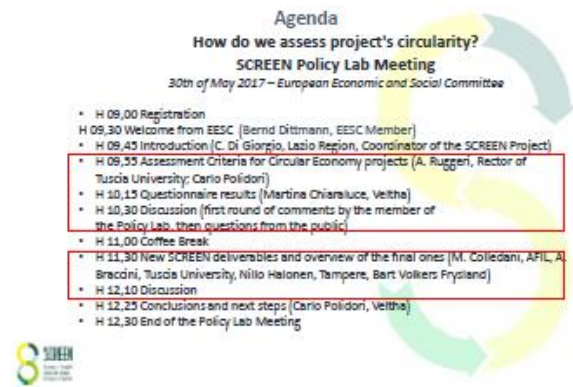 Agenda
How do we assess project's circularity?
SCREEN Policy Lab Meeting
30th of May 2017 – European Economic and Social Committee
• H 09,00 Registration
H 09,30 Welcome from EESC (Bernd Dittmann, EESC Member)
• H 09,45 Introduction (C. Di Giorgio, Lazio Region, Coordinator of the SCREEN Project)
• H 09,55 Assessment Criteria for Circular Economy projects (A. Ruggeri, Rector of
Tuscia University; Carlo Polidori)
• H 10,15 Questionnaire results (Martina Chiaraluce, Veltha)
• H 10,30 Discussion (first round of comments by the member of
the Policy Lab, then questions from the public)
• H 11,00 Coffee Break
• H 11,30 New SCREEN deliverables and overview of the final ones (M. Colledani, AFIL, A.
Braccini, Tuscia University, Nillo Halonen, Tampere, Bart Volkers Frysland)
• H 12,10 Discussion
• H 12,25 Conclusions and next steps (Carlo Polidori, Veltha)
• H 12,30 End of the Policy Lab Meeting
SCREEN